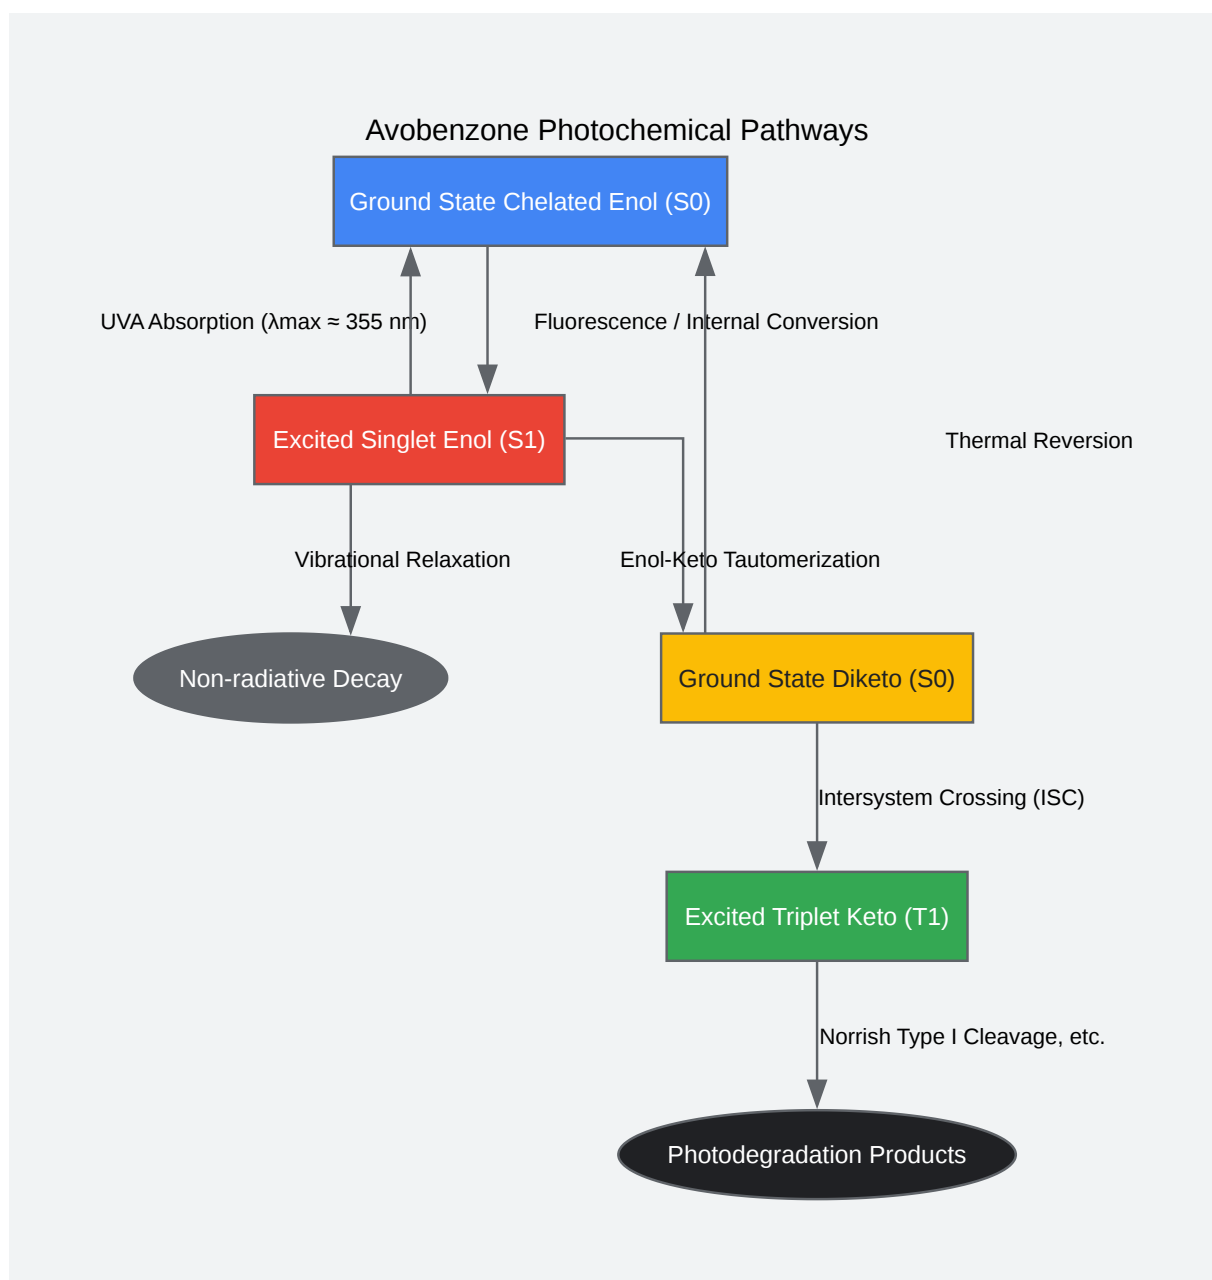 Avobenzone Photochemical Pathways
Ground State Chelated Enol (S0)
UVA Absorption (λmax ≈ 355 nm)
Fluorescence / Internal Conversion
Excited Singlet Enol (S1)
Thermal Reversion
Vibrational Relaxation
Enol-Keto Tautomerization
Non-radiative Decay
Ground State Diketo (S0)
Intersystem Crossing (ISC)
Excited Triplet Keto (T1)
Norrish Type I Cleavage, etc.
Photodegradation Products